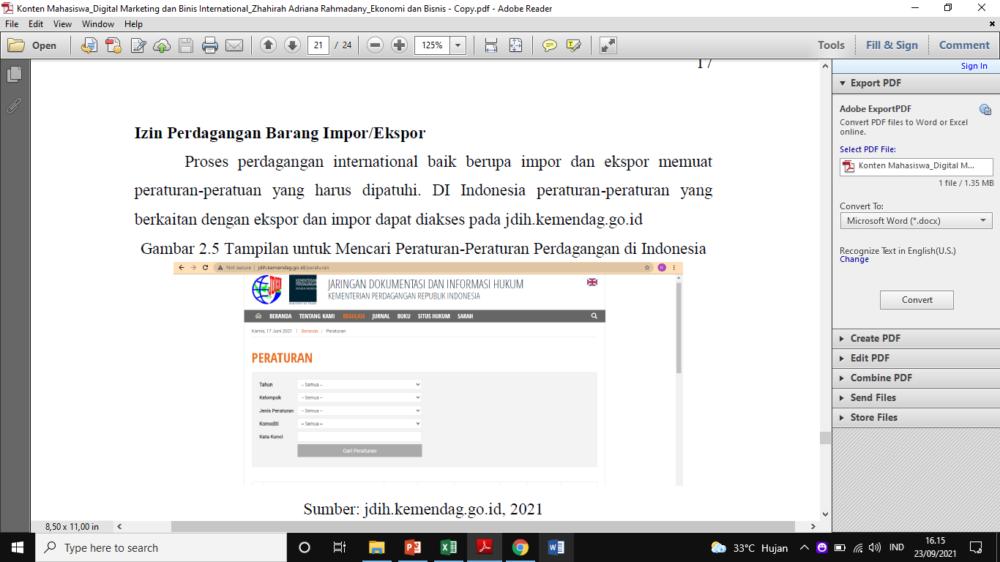 Konten Mahasiswa_Digital Marketing dan Binis International_Zhahirah Adriana Rahmadany_Ekonomi dan Bisnis - Copy.pdf - Adobe Reader
File Edit View Window Help
Open 21 / 24 125% Tools Fill & Sign Comment
Sign In
17
Izin Perdagangan Barang Impor/Ekspor
Proses perdagangan international baik berupa impor dan ekspor memuat
peraturan-peratuan yang harus dipatuhi. DI Indonesia peraturan-peraturan yang
berkaitan dengan ekspor dan impor dapat diakses pada jdih.kemendag.go.id
Gambar 2.5 Tampilan untuk Mencari Peraturan-Peraturan Perdagangan di Indonesia
Not secure | jdih.kemendag.go.id/peraturan K
JDIH
KEMENTERIAN
PERDAGANGAN
JARINGAN DOKUMENTASI DAN INFORMASI HUKUM
KEMENTERIAN PERDAGANGAN REPUBLIK INDONESIA
BERANDA TENTANG KAMI REGULASI JURNAL BUKU SITUS HUKUM SARAH
Kamis, 17 Juni 2021 | Beranda / Peraturan
PERATURAN
Tahun -- Semua --
Kelompok -- Semua --
Jenis Peraturan -- Semua --
Komoditi -- Semua --
Kata Kunci
Cari Peraturan
Sumber: jdih.kemendag.go.id, 2021
8,50 x 11,00 in
Export PDF
Adobe ExportPDF
Convert PDF files to Word or Excel
online.
Select PDF File:
Konten Mahasiswa_Digital M...
1 file / 1.35 MB
Convert To:
Microsoft Word (*.docx)
Recognize Text in English(U.S.)
Change
Convert
Create PDF
Edit PDF
Combine PDF
Send Files
Store Files
Type here to search
33°C Hujan IND
16.15
23/09/2021